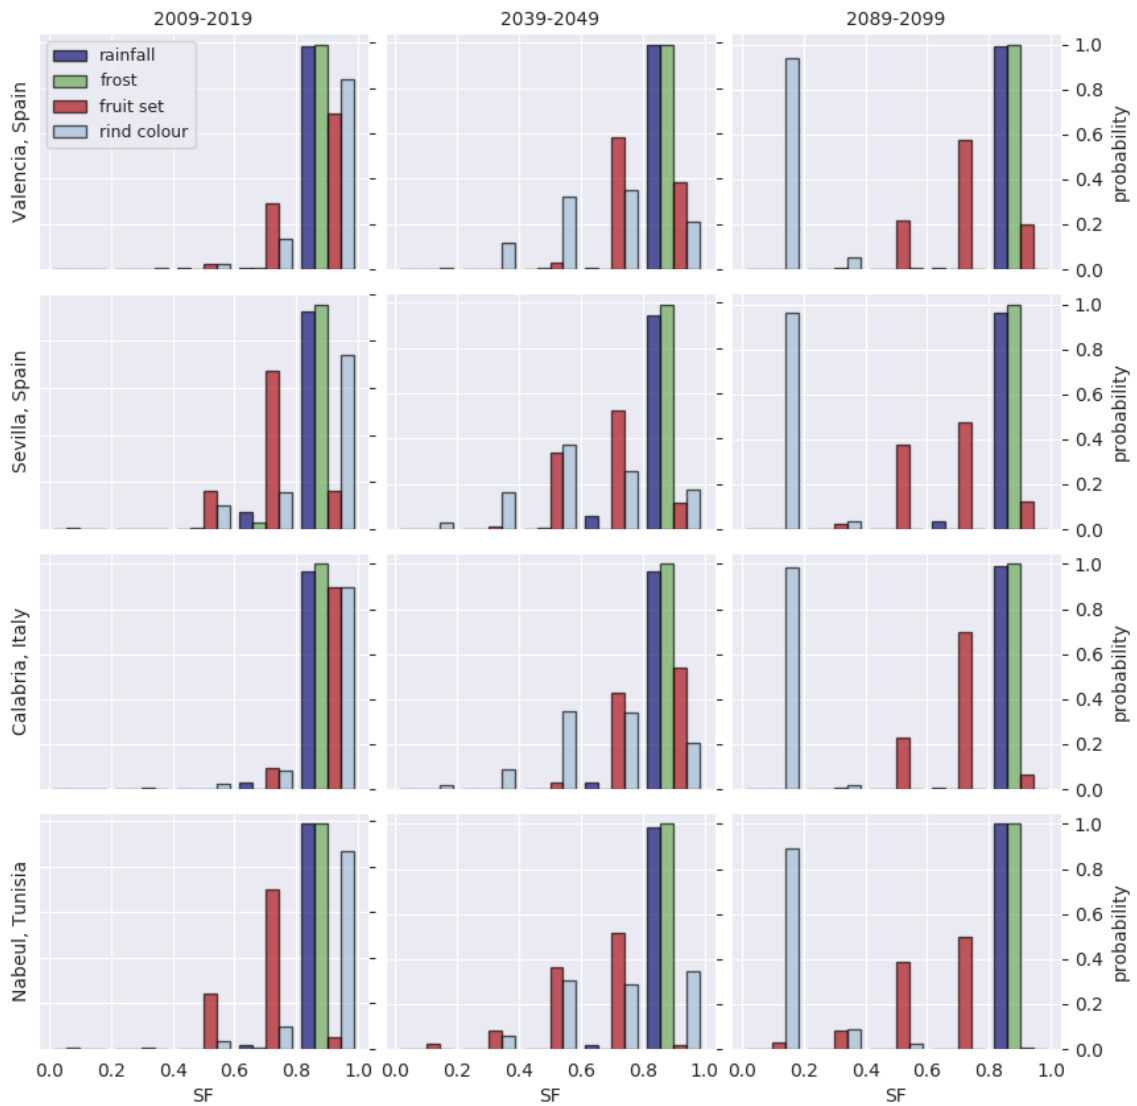 2009-2019 2039-2049 2089-2099
rainfall
frost
fruit set
rind colour
Valencia, Spain
1.0
0.8
0.6
0.4
0.2
0.0
probability
Sevilla, Spain
1.0
0.8
0.6
0.4
0.2
0.0
probability
Calabria, Italy
1.0
0.8
0.6
0.4
0.2
0.0
probability
Nabeul, Tunisia
1.0
0.8
0.6
0.4
0.2
0.0
probability
0.0 0.2 0.4 0.6 0.8 1.0 0.0 0.2 0.4 0.6 0.8 1.0 0.0 0.2 0.4 0.6 0.8 1.0
SF SF SF